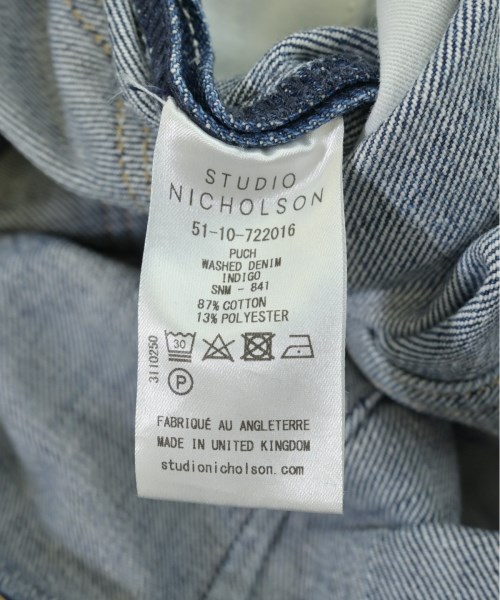 STUDIO
NICHOLSON
51-10-722016
PUCH
WASHED DENIM
INDIGO
SNM - 841
87% COTTON
13% POLYESTER
3110250
30
P
FABRIQUÉ AU ANGLETERRE
MADE IN UNITED KINGDOM
studionicholson.com